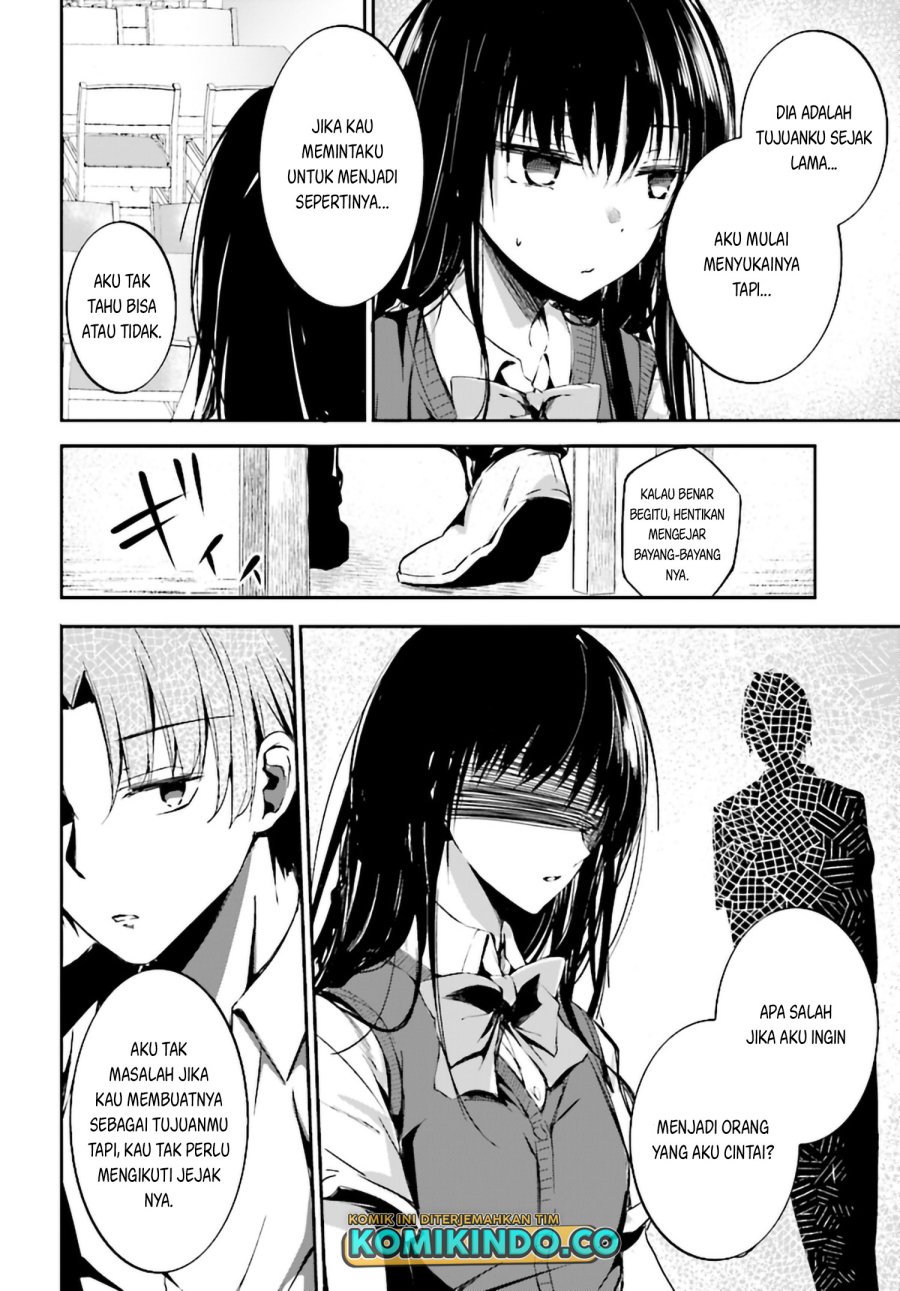 DIA ADALAH
TUJUANKU SEJAK
LAMA...
AKU MULAI
MENYUKAINYA
TAPI...
JIKA KAU
MEMINTAKU
UNTUK MENJADI
SEPERTINYA...
AKU TAK
TAHU BISA
ATAU TIDAK.
KALAU BENAR
BEGITU, HENTIKAN
MENGEJAR
BAYANG-BAYANG
NYA.
ギッ
APA SALAH
JIKA AKU INGIN
MENJADI ORANG
YANG AKU CINTAI?
AKU TAK
MASALAH JIKA
KAU MEMBUATNYA
SEBAGAI TUJUANMU
TAPI, KAU TAK PERLU
MENGIKUTI JEJAK
NYA.
KOMIK INI DITERJEMAHKAN TIM
KOMIKINDO.CO